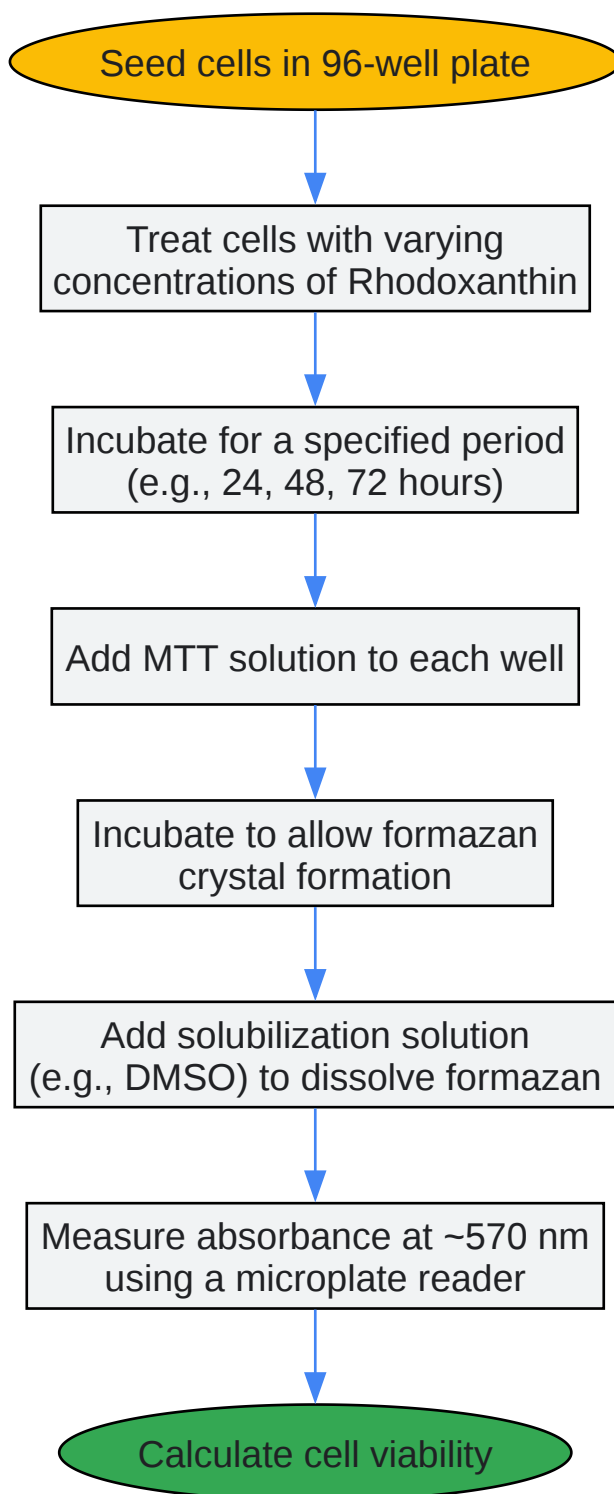 Seed cells in 96-well plate
Treat cells with varying
concentrations of Rhodoxanthin
Incubate for a specified period
(e.g., 24, 48, 72 hours)
Add MTT solution to each well
Incubate to allow formazan
crystal formation
Add solubilization solution
(e.g., DMSO) to dissolve formazan
Measure absorbance at ~570 nm
using a microplate reader
Calculate cell viability